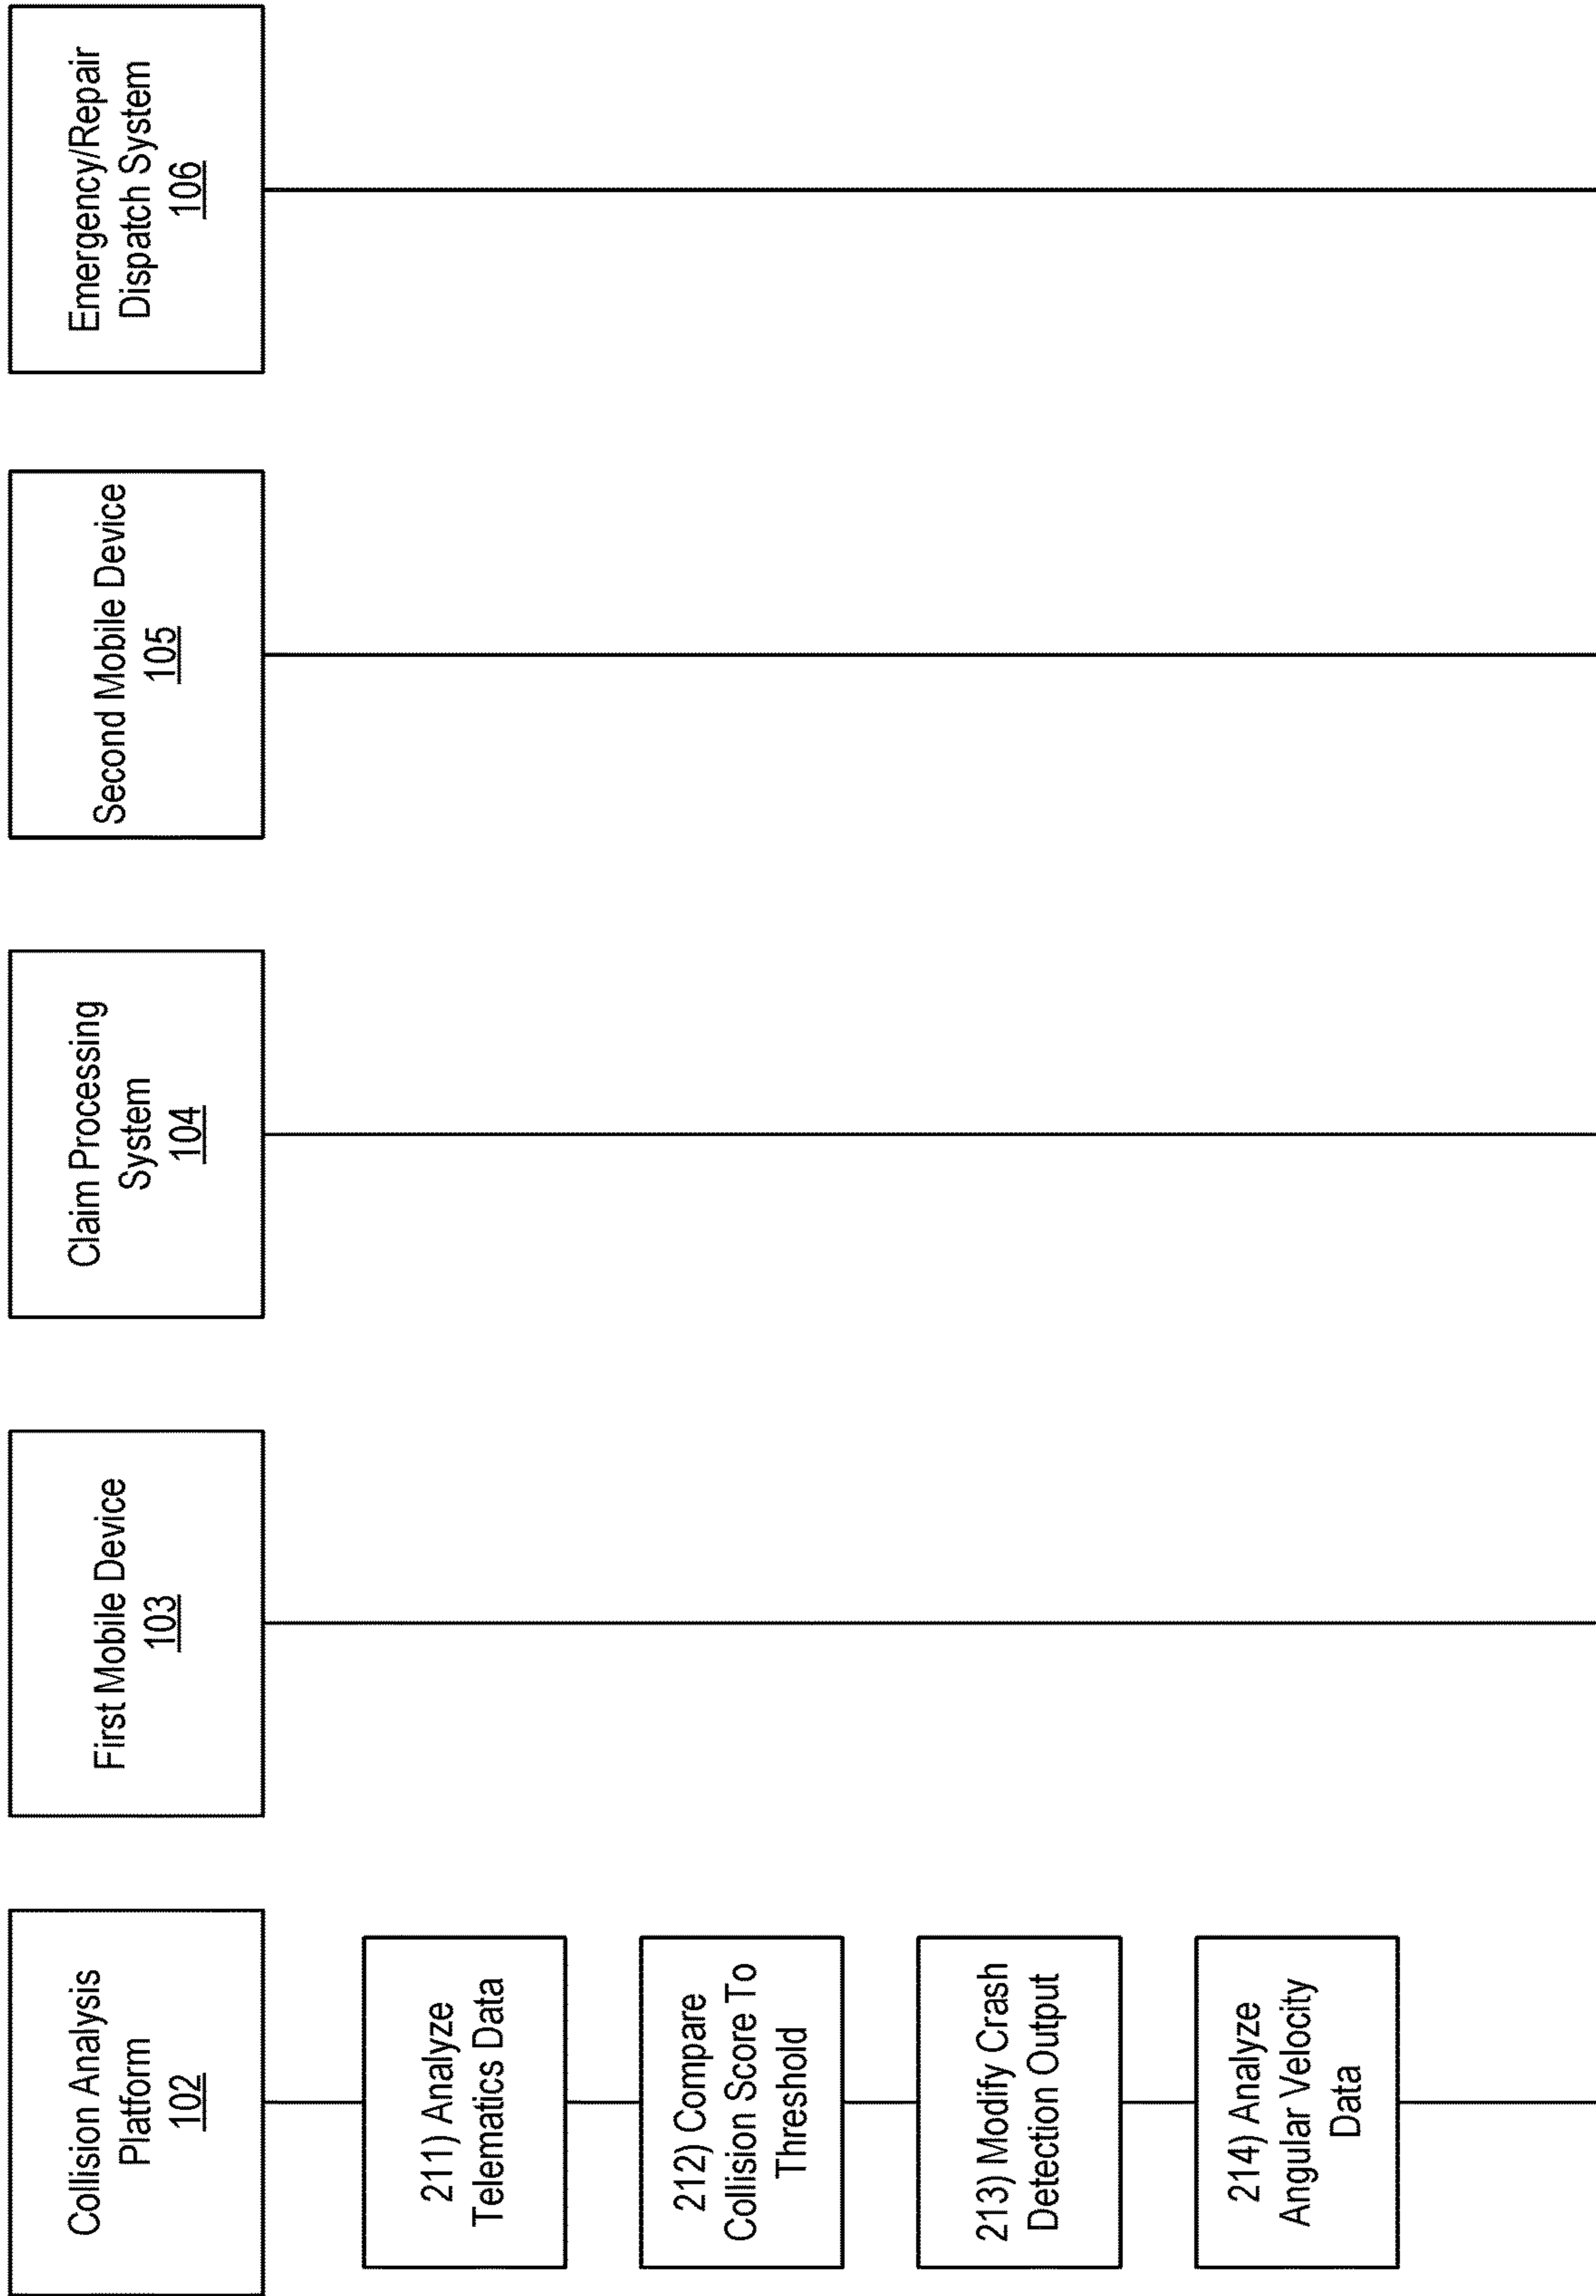 Collision Analysis
Platform
102
First Mobile Device
103
Claim Processing
System
104
Second Mobile Device
105
Emergency/Repair
Dispatch System
106
211) Analyze
Telematics Data
212) Compare
Collision Score To
Threshold
213) Modify Crash
Detection Output
214) Analyze
Angular Velocity
Data